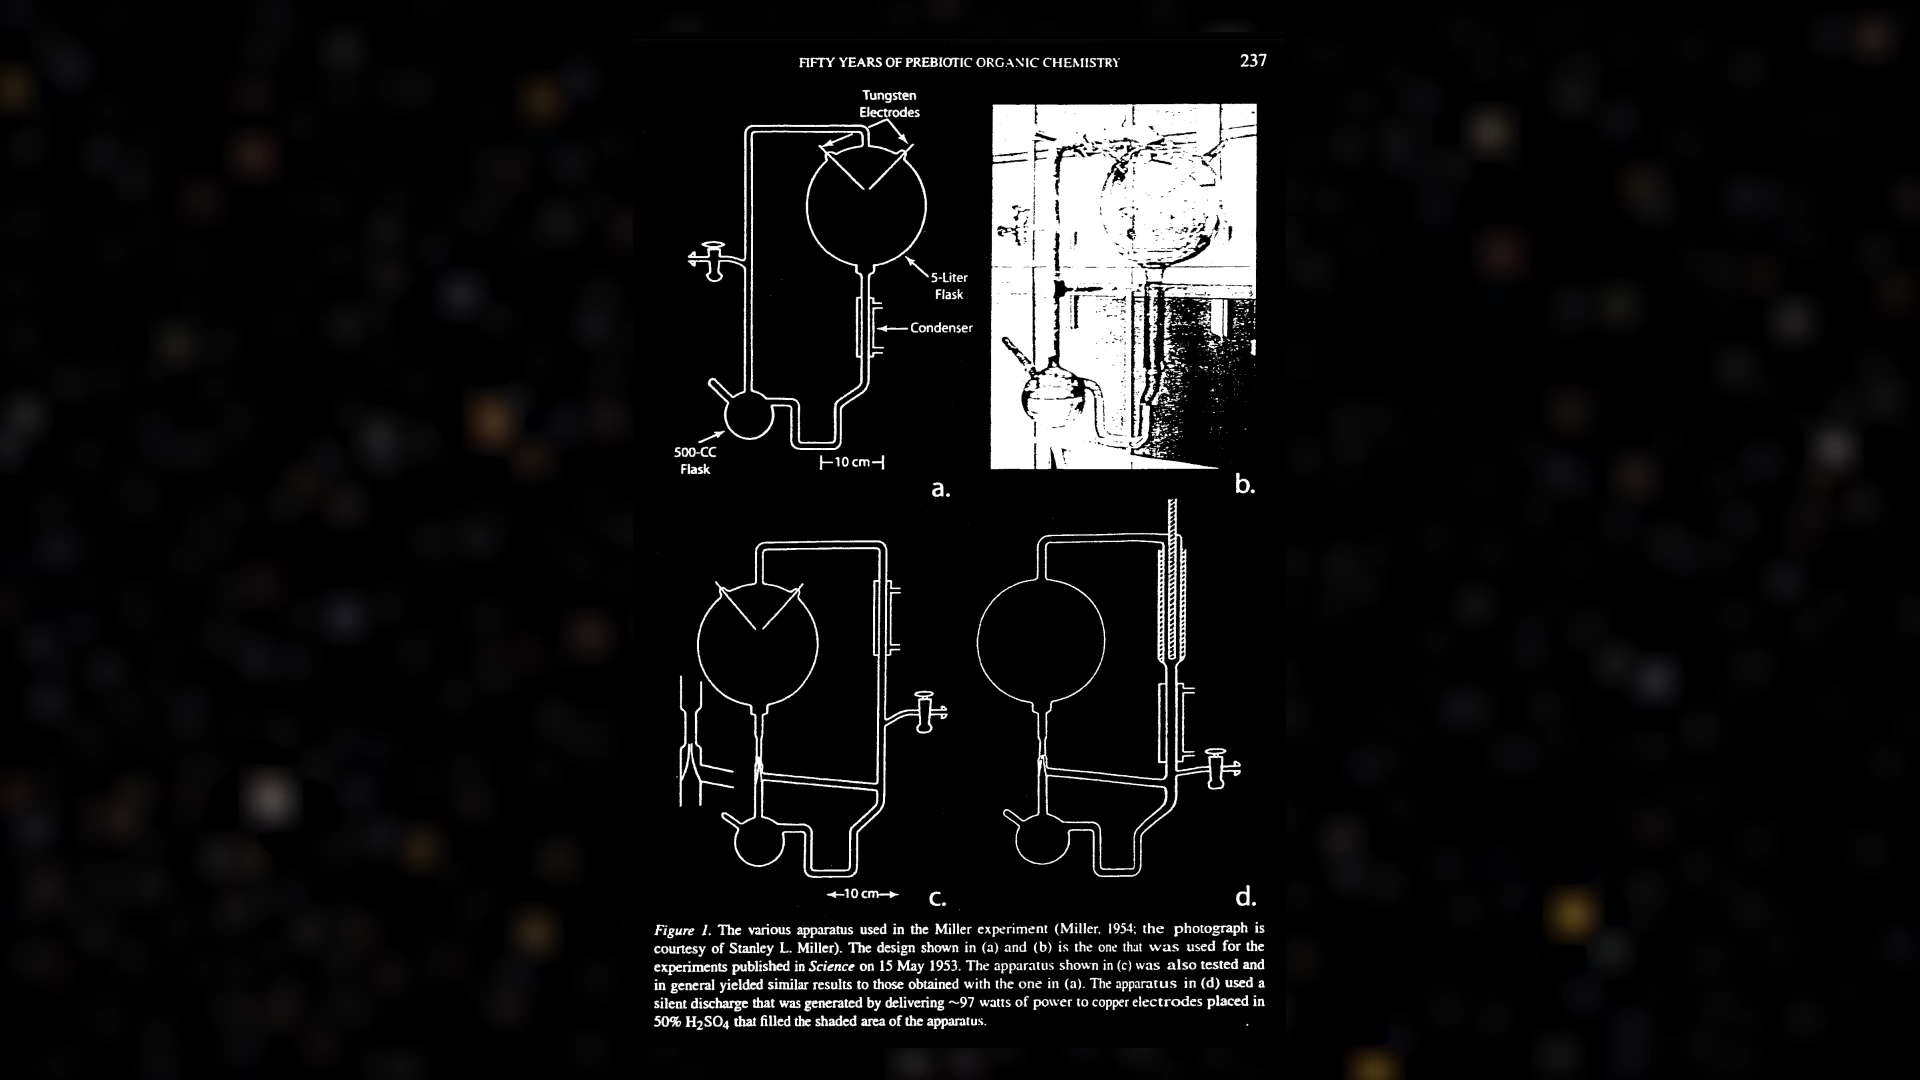 FIFTY YEARS OF PREBIOTIC ORGANIC CHEMISTRY
237
Tungsten
Electrodes
5-Liter
Flask
Condenser
500-CC
Flask
10 cm
a.
b.
10 cm
c.
d.
Figure 1. The various apparatus used in the Miller experiment (Miller, 1954; the photograph is
courtesy of Stanley L. Miller). The design shown in (a) and (b) is the one that was used for the
experiments published in Science on 15 May 1953. The apparatus shown in (c) was also tested and
in general yielded similar results to those obtained with the one in (a). The apparatus in (d) used a
silent discharge that was generated by delivering ~97 watts of power to copper electrodes placed in
50% H₂SO₄ that filled the shaded area of the apparatus.